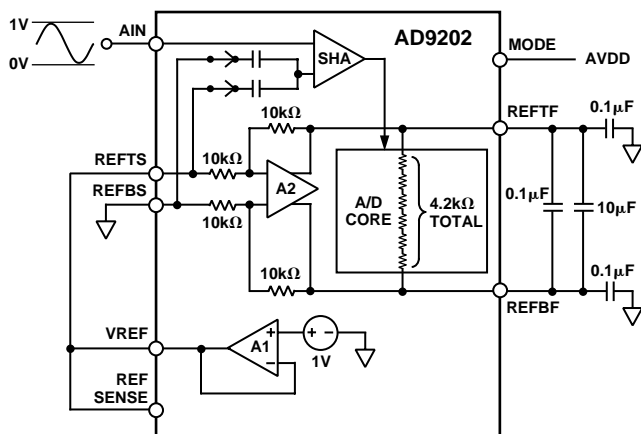 1V
0V
AIN
AD9202
SHA
MODE
AVDD
10kΩ
REFTF
0.1µF
REFTS
10kΩ
REFBS
A2
A/D
CORE
4.2kΩ
TOTAL
0.1µF
10µF
10kΩ
10kΩ
0.1µF
REFBF
VREF
A1
+
–
+ –
1V
REF
SENSE